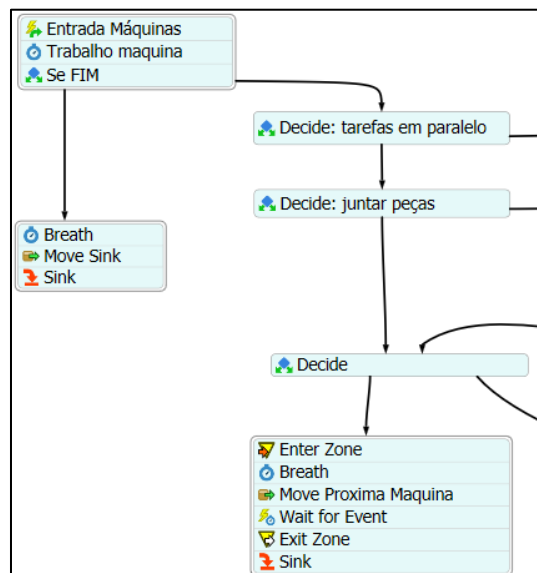 Entrada Máquinas
Trabalho maquina
Se FIM
Decide: tarefas em paralelo
Decide: juntar peças
Breath
Move Sink
Sink
Decide
Enter Zone
Breath
Move Proxima Maquina
Wait for Event
Exit Zone
Sink